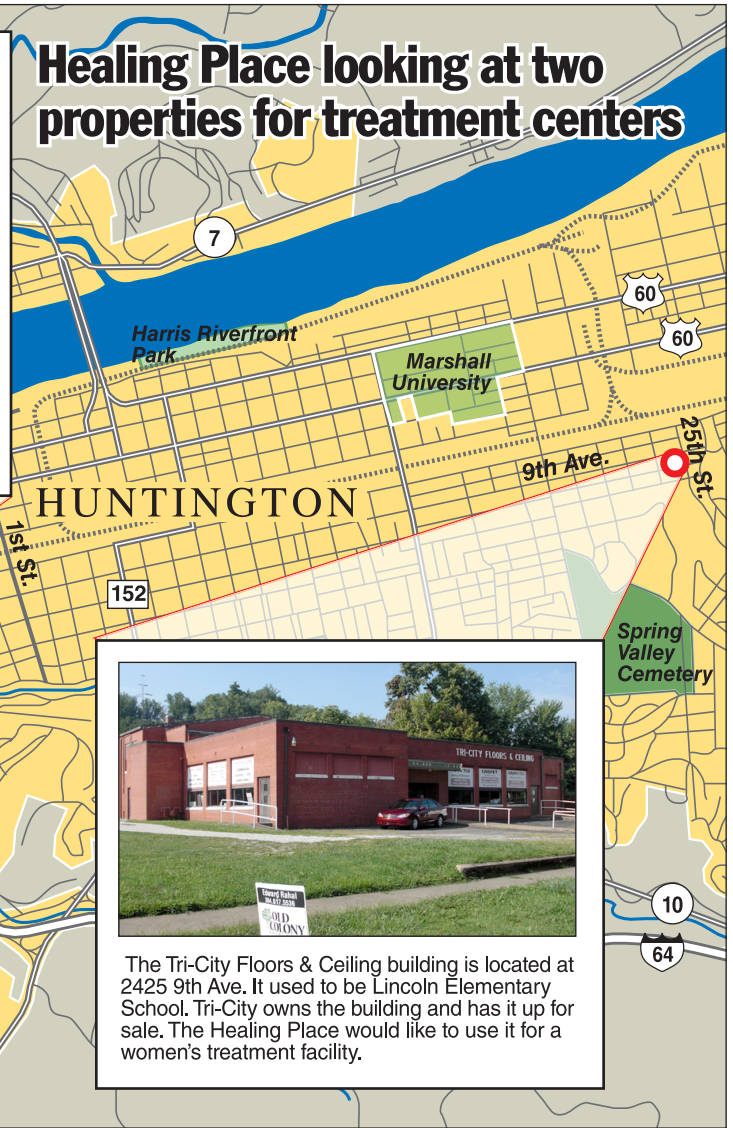 Healing Place looking at two
properties for treatment centers
7
60
Harris Riverfront
Park
60
Marshall
University
25th St.
9th Ave.
HUNTINGTON
1st St.
152
Spring
Valley
Cemetery
TRI-CITY FLOORS & CEILING
Edward Rahal
OLD
COLONY
10
64
The Tri-City Floors & Ceiling building is located at
2425 9th Ave. It used to be Lincoln Elementary
School. Tri-City owns the building and has it up for
sale. The Healing Place would like to use it for a
women's treatment facility.